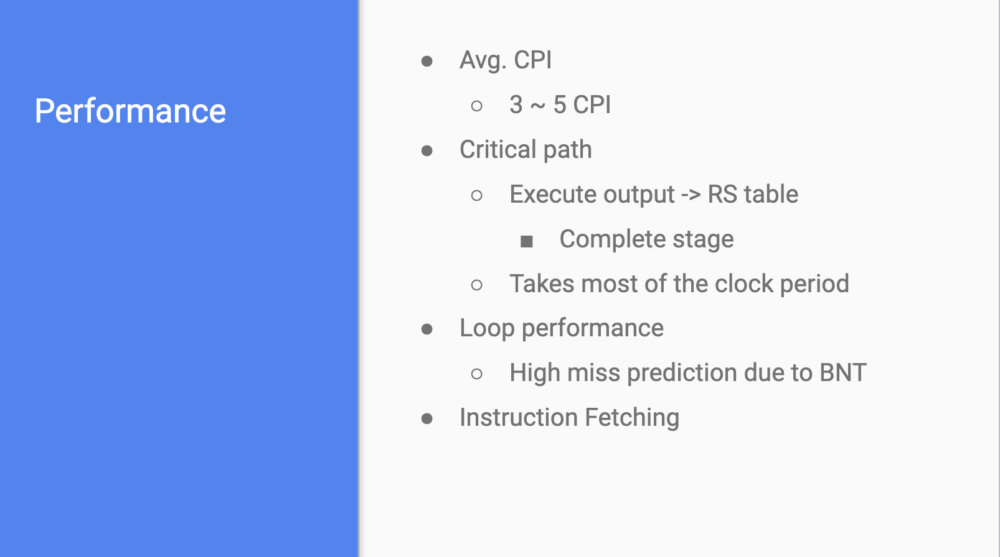 Performance
Avg. CPI
3 ~ 5 CPI
Critical path
Execute output -> RS table
Complete stage
Takes most of the clock period
Loop performance
High miss prediction due to BNT
Instruction Fetching